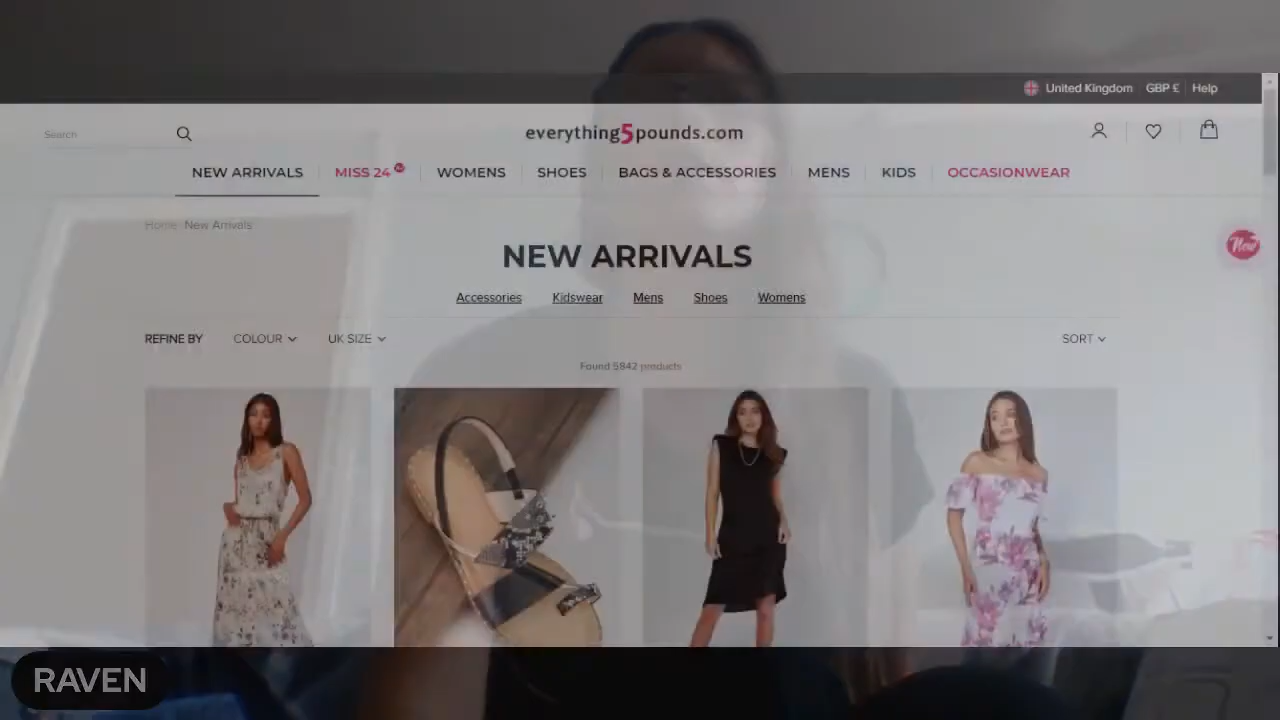 United Kingdom GBP £ Help
Search
everything5pounds.com
NEW ARRIVALS MISS 24 WOMENS SHOES BAGS & ACCESSORIES MENS KIDS OCCASIONWEAR
Home New Arrivals
New
NEW ARRIVALS
Accessories Kidswear Mens Shoes Womens
REFINE BY COLOUR UK SIZE SORT
Found 5842 products
RAVEN